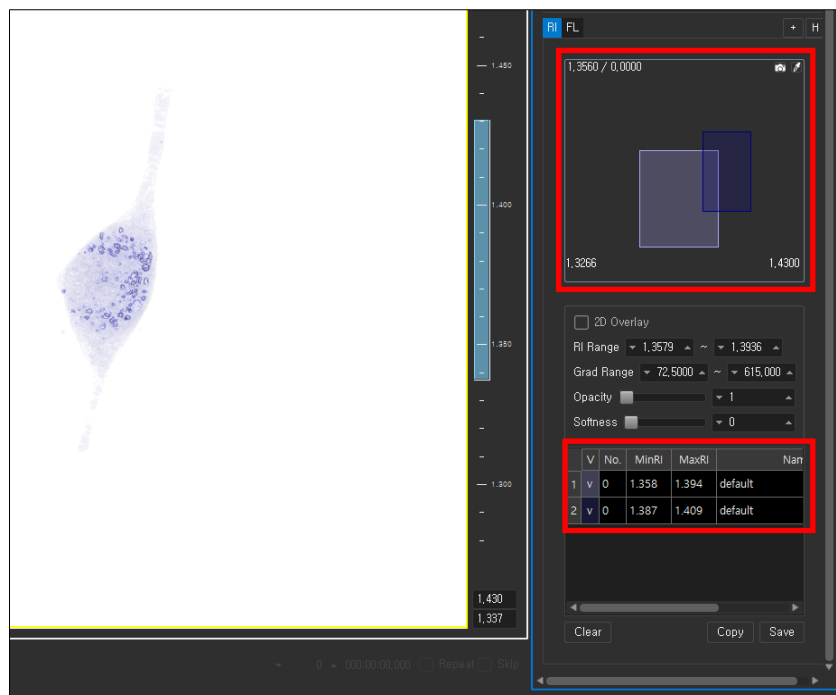 RI FL + H
1,3560 / 0,0000
1.450
1.400
1,3266 1,4300
2D Overlay
1.350
RI Range 1,3579 ~ 1,3936
Grad Range 72,5000 ~ 615,000
Opacity 1
Softness 0
V No. MinRI MaxRI Nam
1 v 0 1.358 1.394 default
1.300
2 v 0 1.387 1.409 default
1,430
1,337
Clear Copy Save
0 000:00:00,000 Repeat Skip